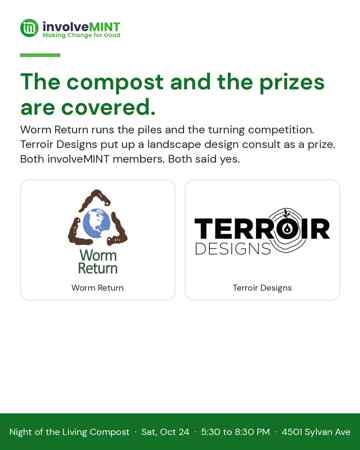 involveMINT
Making Change for Good
The compost and the prizes
are covered.
Worm Return runs the piles and the turning competition.
Terroir Designs put up a landscape design consult as a prize.
Both involveMINT members. Both said yes.
Worm
Return
Worm Return
TERROIR
DESIGNS
Terroir Designs
Night of the Living Compost · Sat, Oct 24 · 5:30 to 8:30 PM · 4501 Sylvan Ave